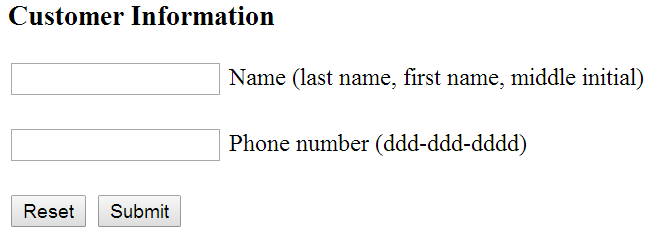 Customer Information
Name (last name, first name, middle initial)
Phone number (ddd-ddd-dddd)
Reset Submit